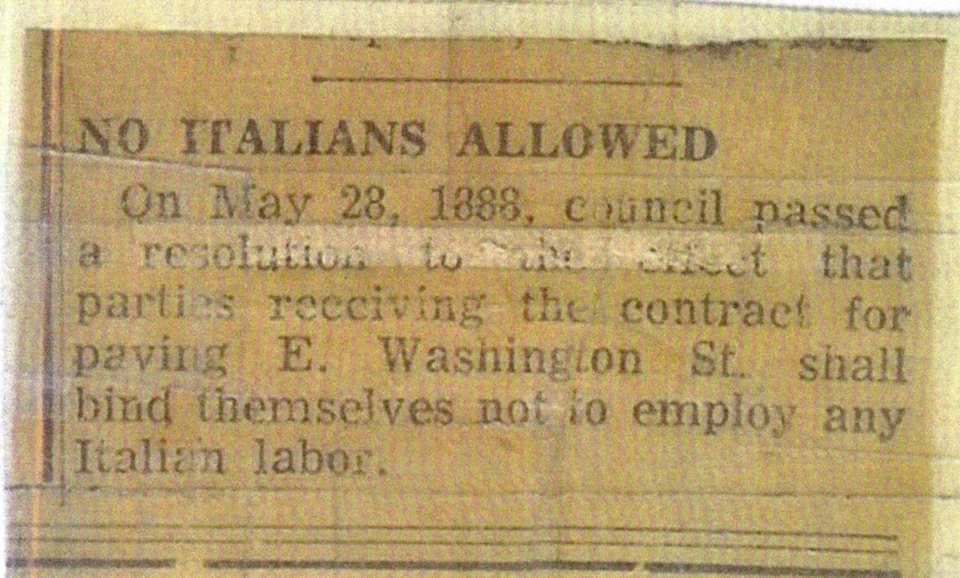 NO ITALIANS ALLOWED
On May 28, 1888, council passed
a resolution to the effect that
parties receiving the contract for
paving E. Washington St. shall
bind themselves not to employ any
Italian labor.